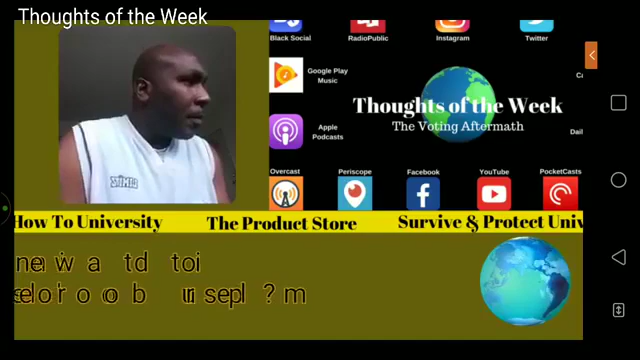 Thoughts of the Week
Black Social
RadioPublic
Instagram
Twitter
Google Play
Music
Thoughts of the Week
The Voting Aftermath
Apple
Podcasts
Overcast
Periscope
Facebook
YouTube
PocketCasts
How To University
The Product Store
Survive & Protect Univ